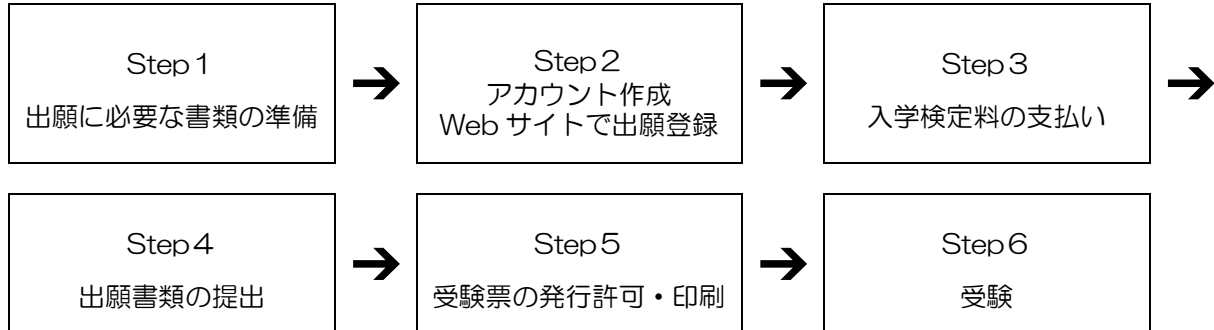 Step1
出願に必要な書類の準備
Step2
アカウント作成
Web サイトで出願登録
Step3
入学検定料の支払い
Step4
出願書類の提出
Step5
受験票の発行許可・印刷
Step6
受験